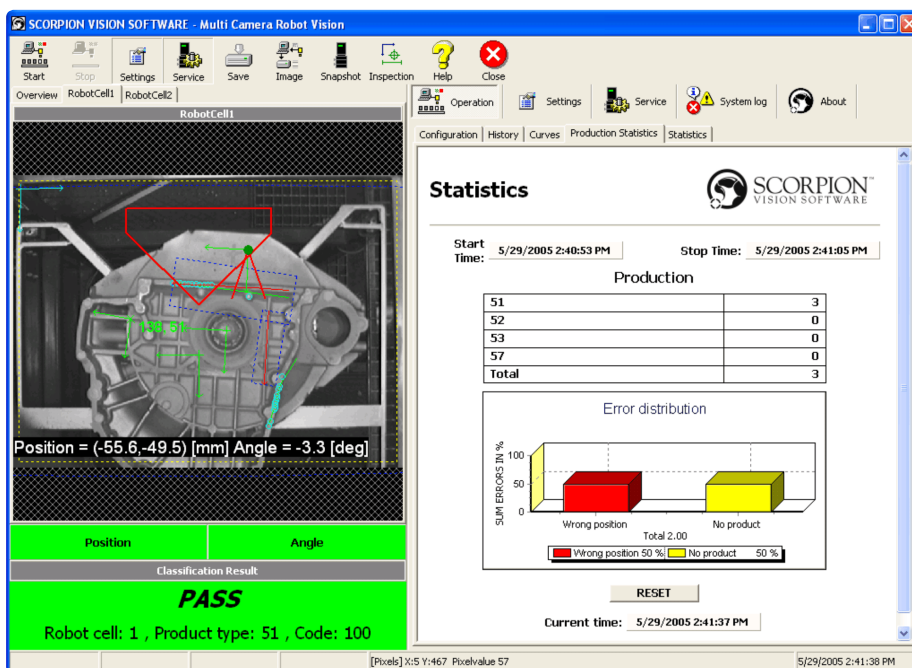 SCORPION VISION SOFTWARE - Multi Camera Robot Vision
Start Stop Settings Service Save Image Snapshot Inspection Help Close
Overview RobotCell1 RobotCell2
RobotCell1
138.51
Position = (-55.6,-49.5) [mm] Angle = -3.3 [deg]
Position Angle
Classification Result
PASS
Robot cell: 1 , Product type: 51 , Code: 100
Operation Settings Service System log About
Configuration History Curves Production Statistics Statistics
Statistics
SCORPION™
VISION SOFTWARE
Start Time: 5/29/2005 2:40:53 PM Stop Time: 5/29/2005 2:41:05 PM
Production
51 3
52 0
53 0
57 0
Total 3
Error distribution
SUM ERRORS IN %
100
50
0
Wrong position No product
Total 2.00
Wrong position 50 % No product 50 %
RESET
Current time: 5/29/2005 2:41:37 PM
[Pixels] X:5 Y:467 Pixelvalue 57
5/29/2005 2:41:38 PM